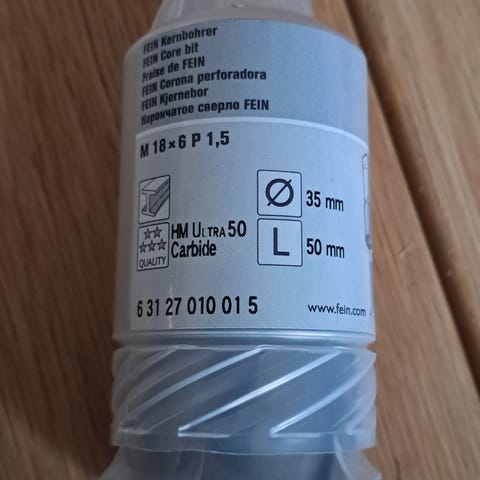 FEIN Kernbohrer
FEIN Core bit
Fraise de FEIN
FEIN Corona perforadora
FEIN Kjernebor
Корончатое сверло FEIN
M 18 × 6 P 1,5
Ø 35 mm
HM ULTRA 50
Carbide
QUALITY
L 50 mm
6 31 27 010 01 5
www.fein.com